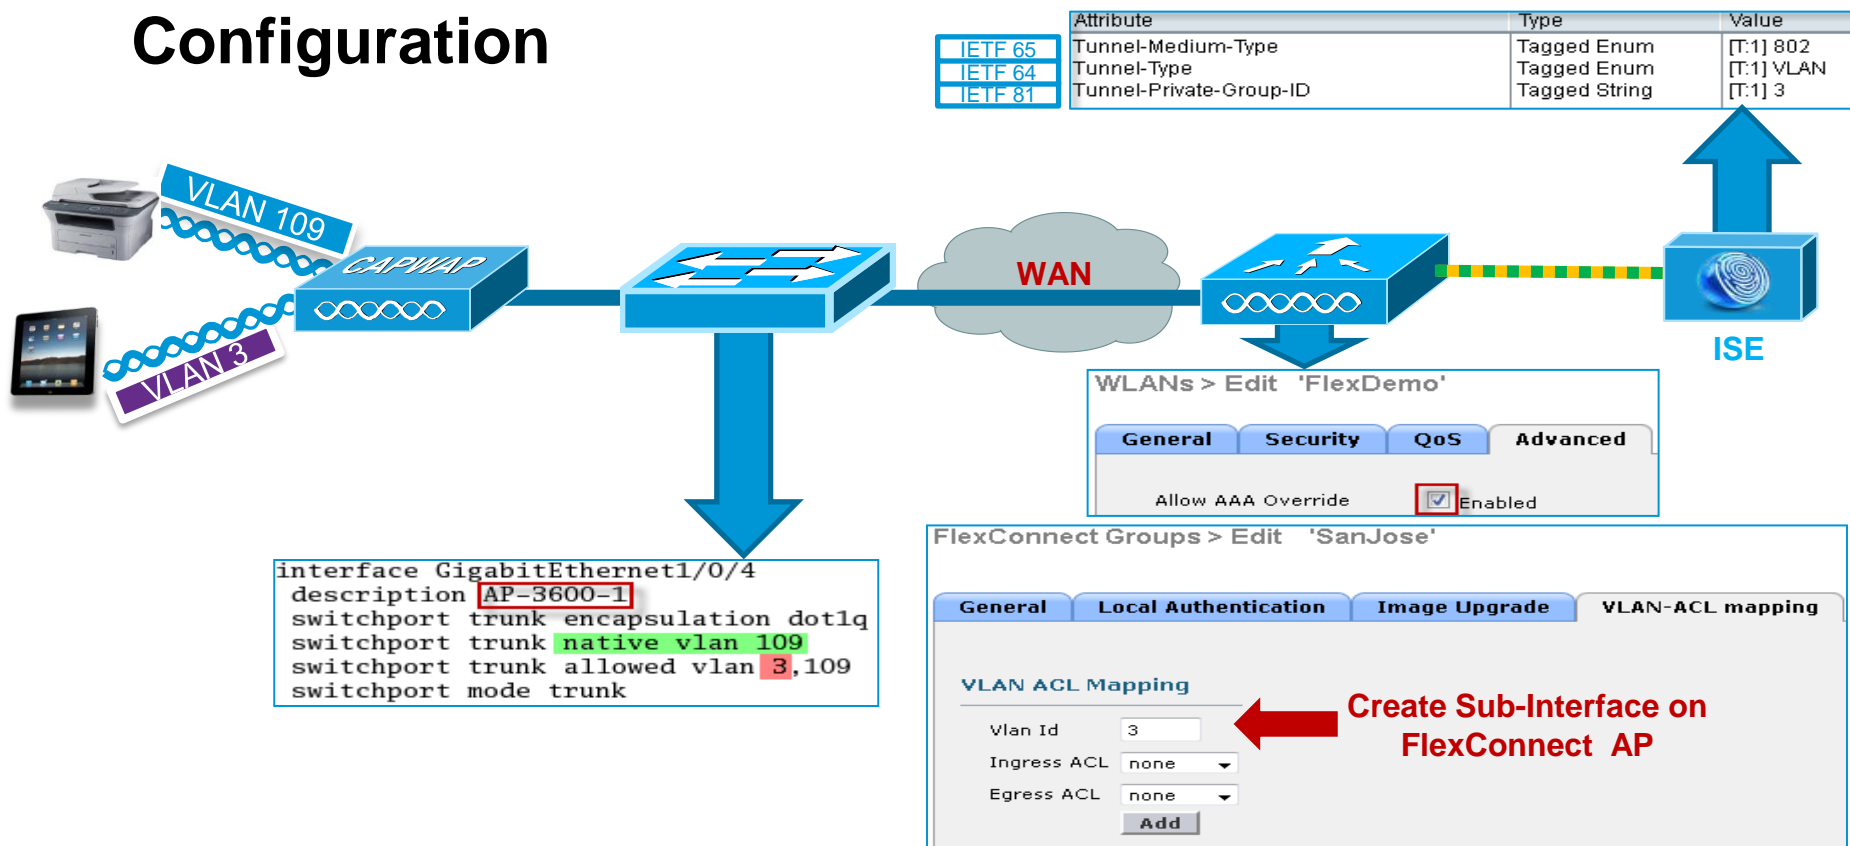 Configuration
Attribute Type Value
IETF 65 Tunnel-Medium-Type Tagged Enum [T:1] 802
IETF 64 Tunnel-Type Tagged Enum [T:1] VLAN
IETF 81 Tunnel-Private-Group-ID Tagged String [T:1] 3
VLAN 109
CAPWAP
WAN
VLAN 3
ISE
WLANs > Edit 'FlexDemo'
General Security QoS Advanced
Allow AAA Override Enabled
interface GigabitEthernet1/0/4
description AP-3600-1
switchport trunk encapsulation dot1q
switchport trunk native vlan 109
switchport trunk allowed vlan 3,109
switchport mode trunk
FlexConnect Groups > Edit 'SanJose'
General Local Authentication Image Upgrade VLAN-ACL mapping
VLAN ACL Mapping
Vlan Id 3
Ingress ACL none
Egress ACL none
Add
Create Sub-Interface on
FlexConnect AP